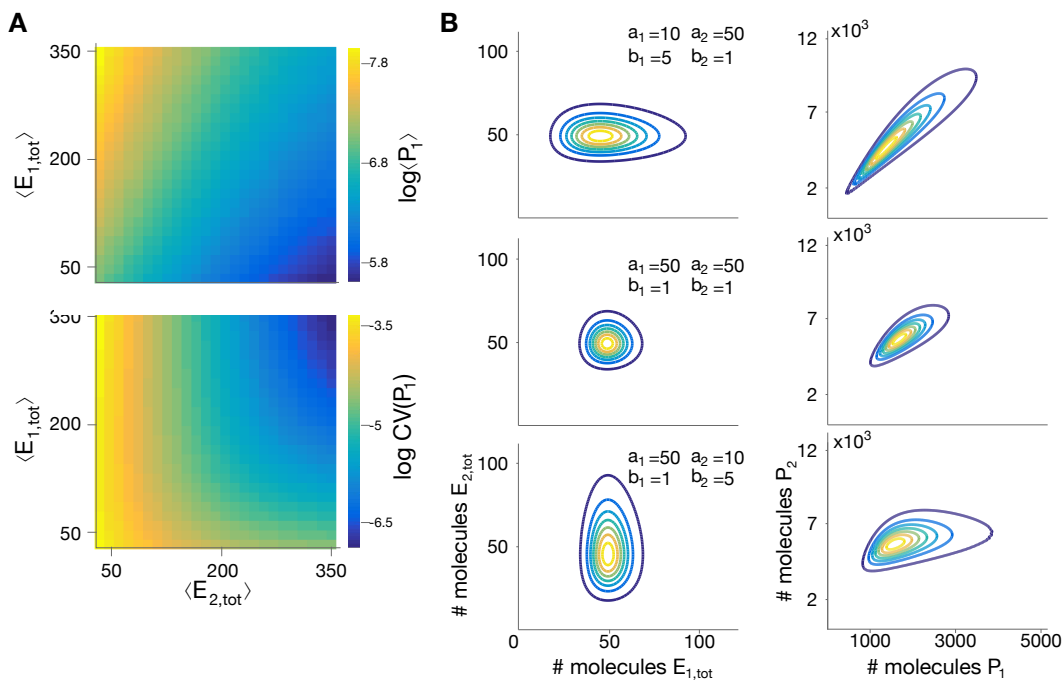 A
350
200
50
⟨E1,tot⟩
−7.8
−6.8
5.8
log⟨P1⟩
350
200
50
⟨E1,tot⟩
50
200
350
⟨E2,tot⟩
-3.5
-5
-6.5
log CV(P1)
B
100
50
a1=10 a2=50
b1=5 b2=1
x10³
12
7
2
100
50
a1=50 a2=50
b1=1 b2=1
x10³
12
7
2
100
50
0
50
100
a1=50 a2=10
b1=1 b2=5
# molecules E2,tot
# molecules E1,tot
x10³
12
7
2
1000
3000
5000
# molecules P2
# molecules P1